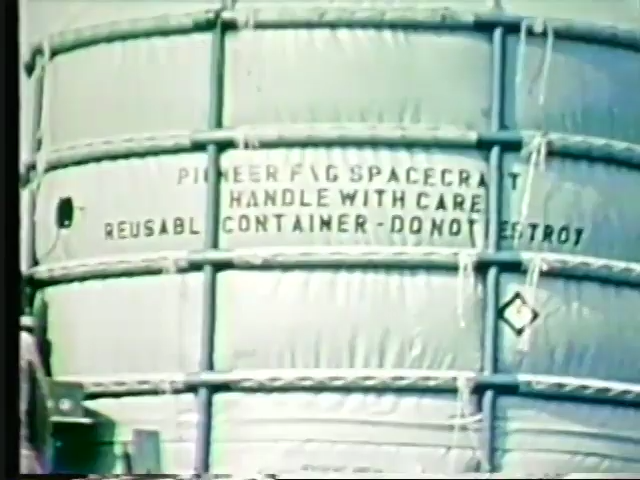 PIONEER F/G SPACECRAFT
HANDLE WITH CARE
REUSABLE CONTAINER - DO NOT DESTROY